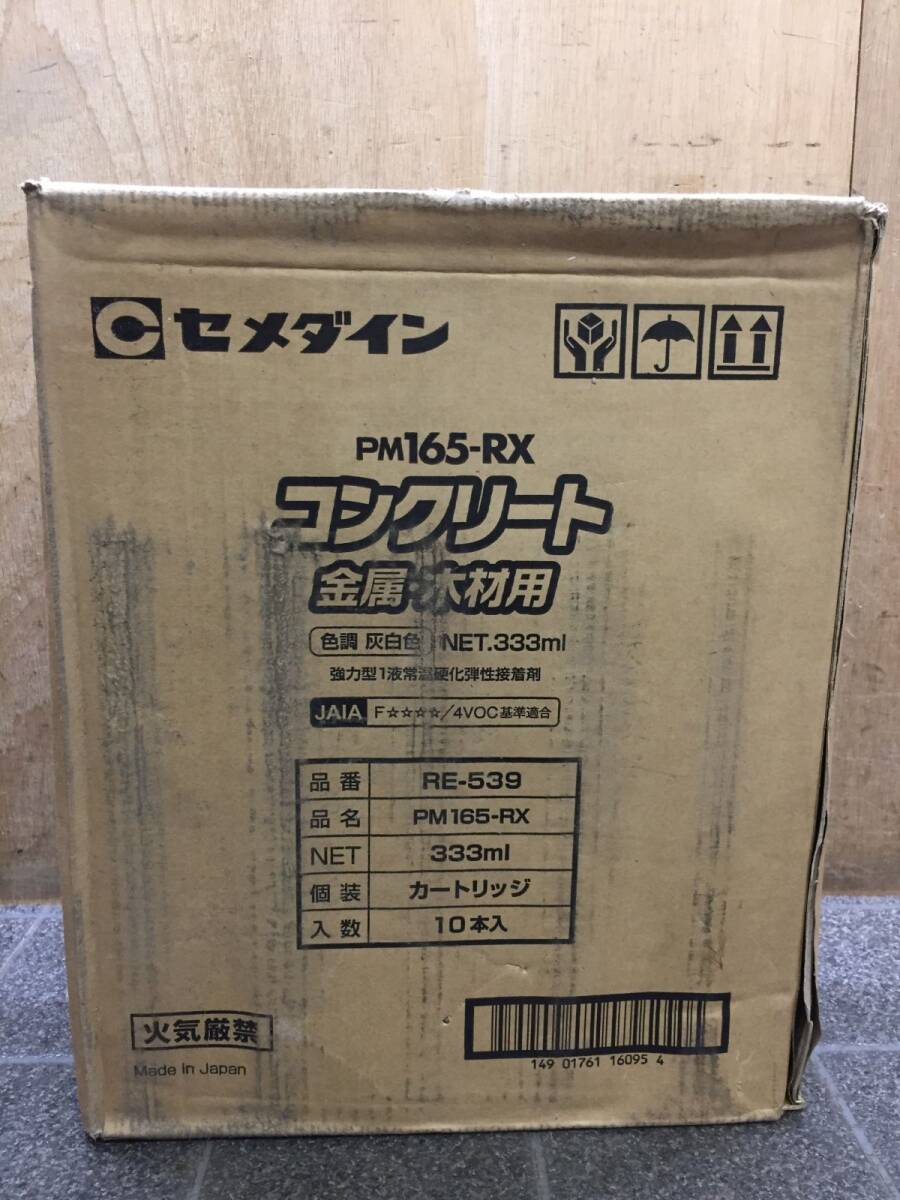 セメダイン
PM165-RX
コンクリート
金属・木材用
色調 灰白色 NET.333ml
強力型1液常温硬化弾性接着剤
JAIA F☆☆☆☆/4VOC基準適合
品番 RE-539
品名 PM165-RX
NET 333ml
個装 カートリッジ
入数 10本入
火気厳禁
Made In Japan
149 01761 16095 4